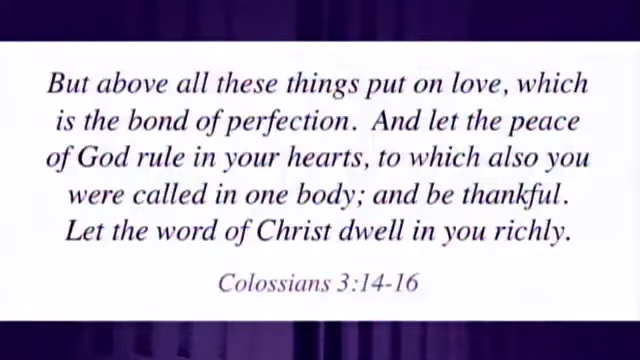 But above all these things put on love, which
is the bond of perfection. And let the peace
of God rule in your hearts, to which also you
were called in one body; and be thankful.
Let the word of Christ dwell in you richly.
Colossians 3:14-16